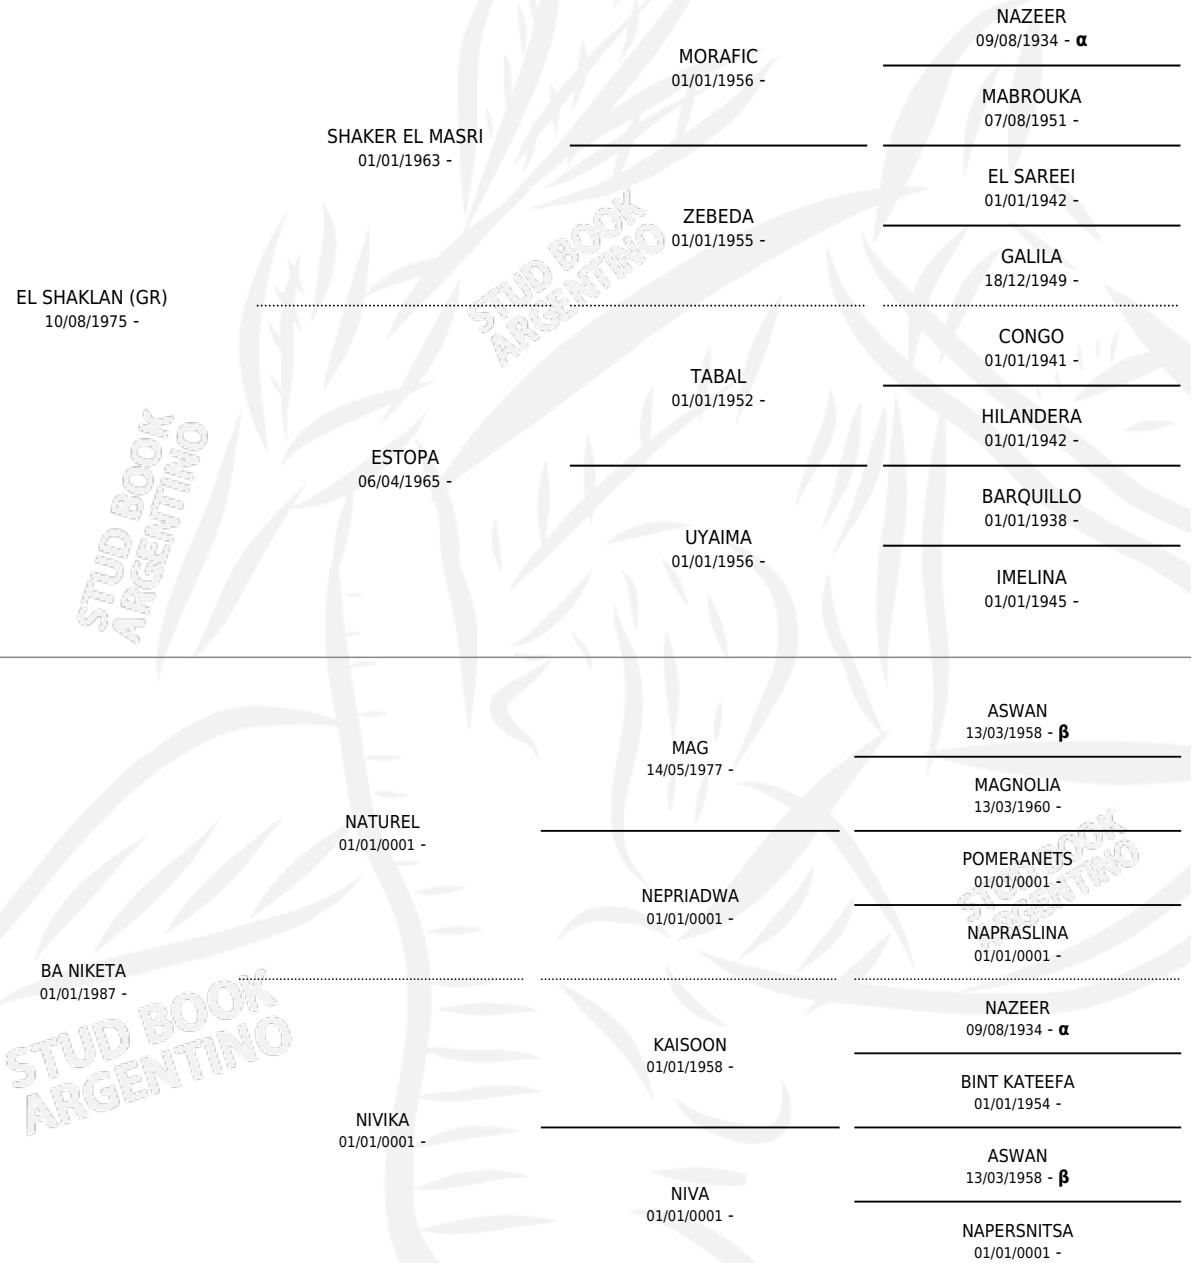 NAZEER
09/08/1934 - α
MORAFIC
01/01/1956 -
MABROUKA
07/08/1951 -
SHAKER EL MASRI
01/01/1963 -
EL SAREEI
01/01/1942 -
ZEBEDA
01/01/1955 -
GALILA
18/12/1949 -
EL SHAKLAN (GR)
10/08/1975 -
CONGO
01/01/1941 -
TABAL
01/01/1952 -
HILANDERA
01/01/1942 -
ESTOPA
06/04/1965 -
BARQUILLO
01/01/1938 -
UYAIMA
01/01/1956 -
IMELINA
01/01/1945 -
STUD BOOK
ARGENTINO
STUD BOOK
ARGENTINO
ASWAN
13/03/1958 - β
MAG
14/05/1977 -
MAGNOLIA
13/03/1960 -
NATUREL
01/01/0001 -
POMERANETS
01/01/0001 -
NEPRIADWA
01/01/0001 -
NAPRASLINA
01/01/0001 -
BA NIKETA
01/01/1987 -
NAZEER
09/08/1934 - α
KAISOON
01/01/1958 -
BINT KATEEFA
01/01/1954 -
NIVIKA
01/01/0001 -
ASWAN
13/03/1958 - β
NIVA
01/01/0001 -
NAPERSNITSA
01/01/0001 -
STUD BOOK
ARGENTINO
STUD BOOK
ARGENTINO